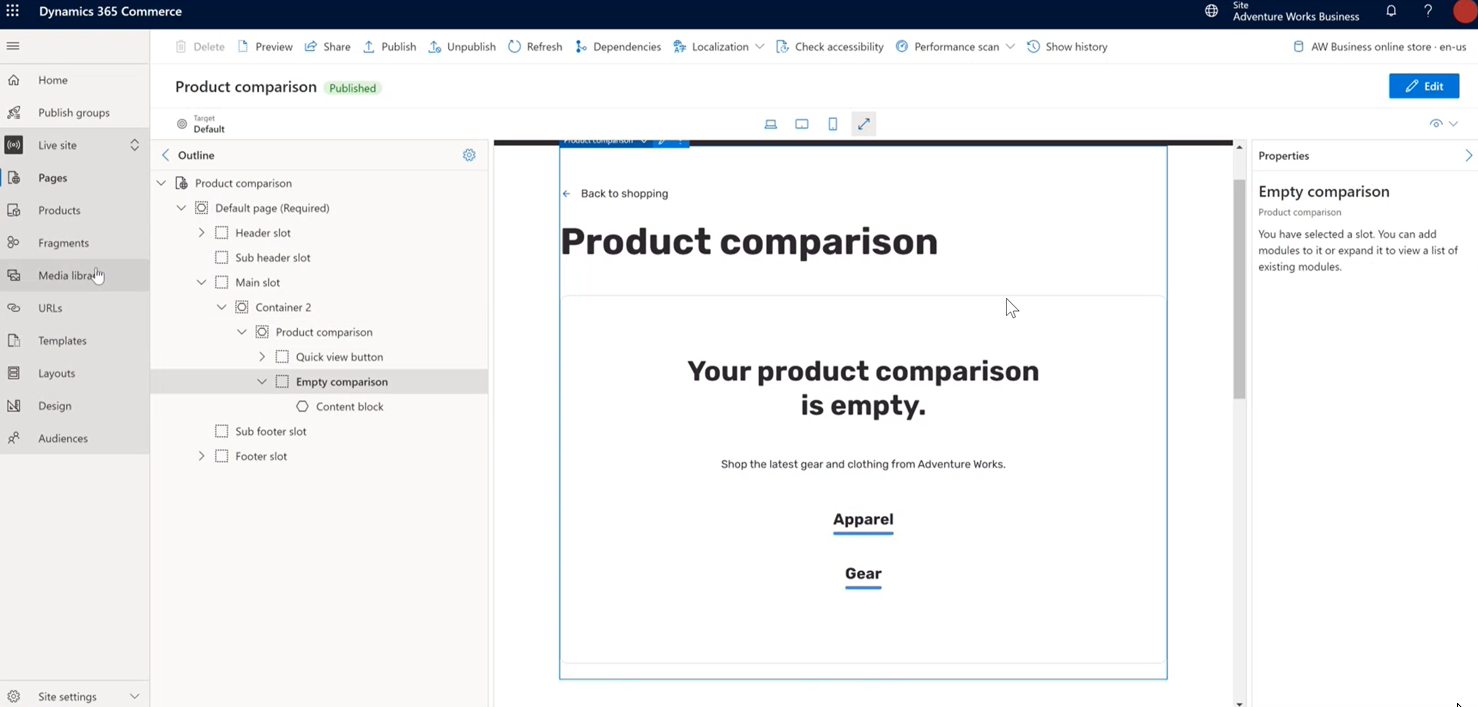 Dynamics 365 Commerce
Site
Adventure Works Business
?
Delete
Preview
Share
Publish
Unpublish
Refresh
Dependencies
Localization
Check accessibility
Performance scan
Show history
AW Business online store · en-us
Home
Publish groups
Live site
Pages
Products
Fragments
Media library
URLs
Templates
Layouts
Design
Audiences
Site settings
Product comparison
Published
Edit
Target
Default
Outline
Product comparison
Default page (Required)
Header slot
Sub header slot
Main slot
Container 2
Product comparison
Quick view button
Empty comparison
Content block
Sub footer slot
Footer slot
Product comparison
Back to shopping
Product comparison
Your product comparison
is empty.
Shop the latest gear and clothing from Adventure Works.
Apparel
Gear
Properties
Empty comparison
Product comparison
You have selected a slot. You can add
modules to it or expand it to view a list of
existing modules.